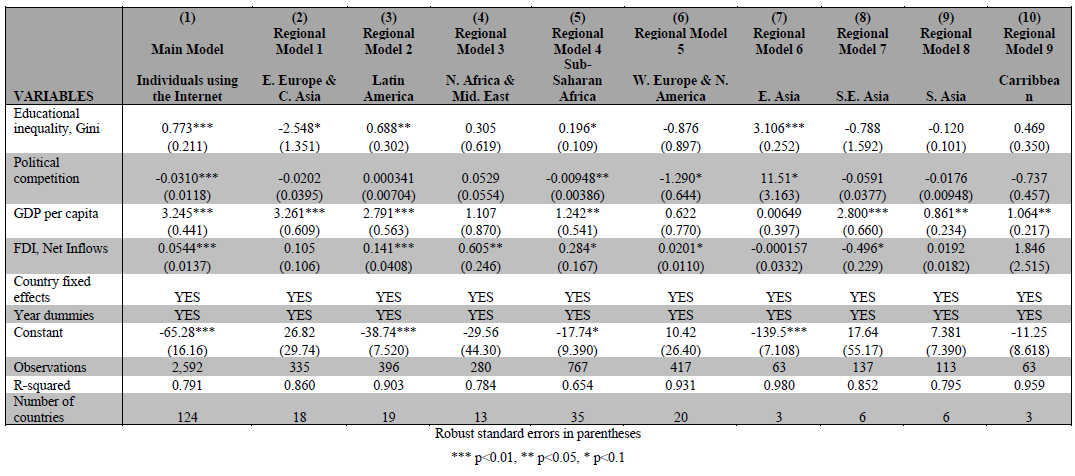 (1) (2) (3) (4) (5) (6) (7) (8) (9) (10)
Regional Regional Regional Regional Regional Model Regional Regional Regional Regional
Main Model Model 1 Model 2 Model 3 Model 4 5 Model 6 Model 7 Model 8 Model 9
Sub-
Individuals using E. Europe & Latin N. Africa & Saharan W. Europe & N. Carribbea
VARIABLES the Internet C. Asia America Mid. East Africa America E. Asia S.E. Asia S. Asia n
Educational
inequality, Gini 0.773*** -2.548* 0.688** 0.305 0.196* -0.876 3.106*** -0.788 -0.120 0.469
(0.211) (1.351) (0.302) (0.619) (0.109) (0.897) (0.252) (1.592) (0.101) (0.350)
Political
competition -0.0310*** -0.0202 0.000341 0.0529 -0.00948** -1.290* 11.51* -0.0591 -0.0176 -0.737
(0.0118) (0.0395) (0.00704) (0.0554) (0.00386) (0.644) (3.163) (0.0377) (0.00948) (0.457)
GDP per capita 3.245*** 3.261*** 2.791*** 1.107 1.242** 0.622 0.00649 2.800*** 0.861** 1.064**
(0.441) (0.609) (0.563) (0.870) (0.541) (0.770) (0.397) (0.660) (0.234) (0.217)
FDI, Net Inflows 0.0544*** 0.105 0.141*** 0.605** 0.284* 0.0201* -0.000157 -0.496* 0.0192 1.846
(0.0137) (0.106) (0.0408) (0.246) (0.167) (0.0110) (0.0332) (0.229) (0.0182) (2.515)
Country fixed
effects YES YES YES YES YES YES YES YES YES YES
Year dummies YES YES YES YES YES YES YES YES YES YES
Constant -65.28*** 26.82 -38.74*** -29.56 -17.74* 10.42 -139.5*** 17.64 7.381 -11.25
(16.16) (29.74) (7.520) (44.30) (9.390) (26.40) (7.108) (55.17) (7.390) (8.618)
Observations 2,592 335 396 280 767 417 63 137 113 63
R-squared 0.791 0.860 0.903 0.784 0.654 0.931 0.980 0.852 0.795 0.959
Number of
countries 124 18 19 13 35 20 3 6 6 3
Robust standard errors in parentheses
*** p<0.01, ** p<0.05, * p<0.1